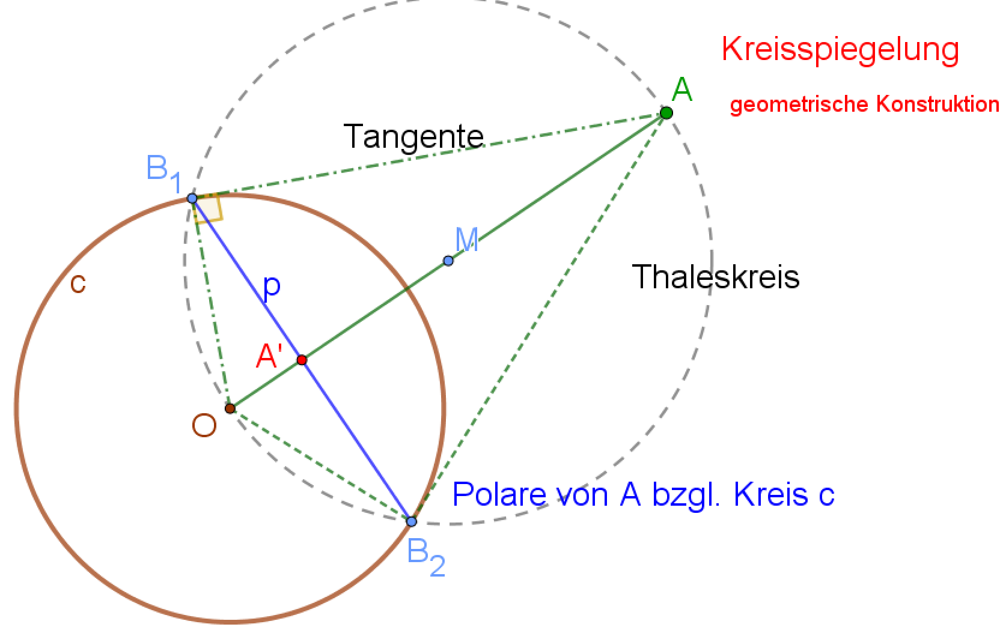 Kreisspiegelung
A
geometrische Konstruktion
Tangente
B1
M
Thaleskreis
c
p
A'
O
Polare von A bzgl. Kreis c
B2